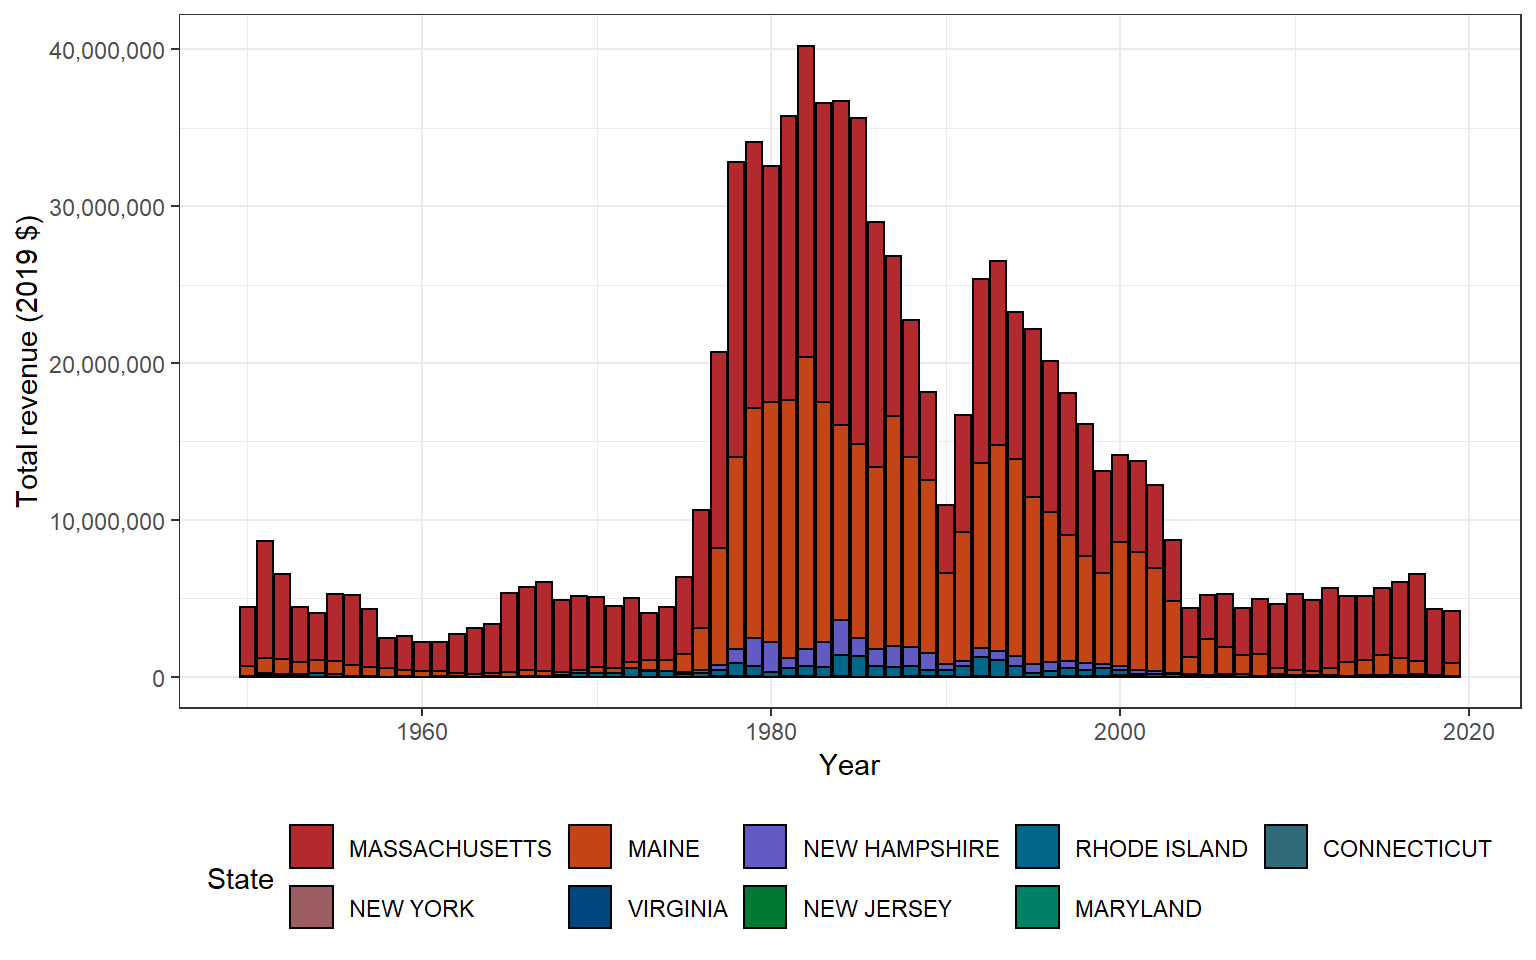 40,000,000
30,000,000
20,000,000
10,000,000
0
Total revenue (2019 $)
1960 1980 2000 2020
Year
State
MASSACHUSETTS MAINE NEW HAMPSHIRE RHODE ISLAND CONNECTICUT
NEW YORK VIRGINIA NEW JERSEY MARYLAND